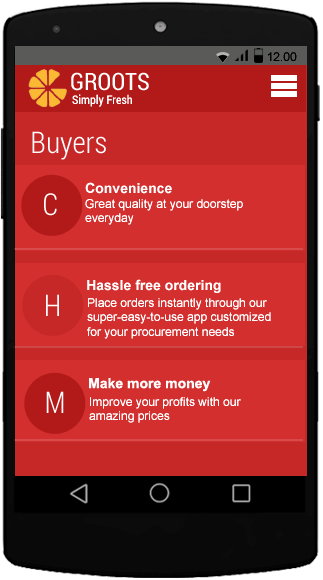 12.00
GROOTS
Simply Fresh
Buyers
C
Convenience
Great quality at your doorstep
everyday
H
Hassle free ordering
Place orders instantly through our
super-easy-to-use app customized
for your procurement needs
M
Make more money
Improve your profits with our
amazing prices